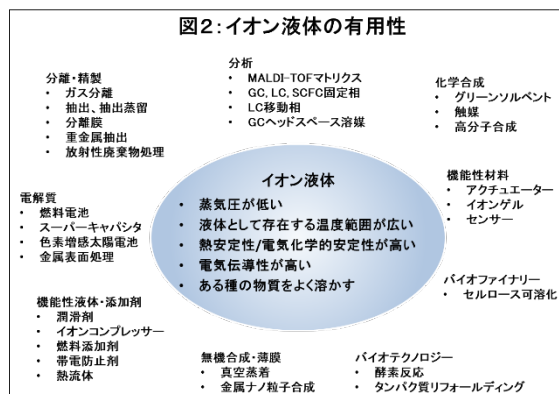 図2:イオン液体の有用性
分離・精製
• ガス分離
• 抽出、抽出蒸留
• 分離膜
• 重金属抽出
• 放射性廃棄物処理
分析
• MALDI-TOFマトリクス
• GC, LC, SCFC固定相
• LC移動相
• GCヘッドスペース溶媒
化学合成
• グリーンソルベント
• 触媒
• 高分子合成
電解質
• 燃料電池
• スーパーキャパシタ
• 色素増感太陽電池
• 金属表面処理
イオン液体
• 蒸気圧が低い
• 液体として存在する温度範囲が広い
• 熱安定性/電気化学的安定性が高い
• 電気伝導性が高い
• ある種の物質をよく溶かす
機能性材料
• アクチュエーター
• イオンゲル
• センサー
バイオファイナリー
• セルロース可溶化
機能性液体・添加剤
• 潤滑剤
• イオンコンプレッサー
• 燃料添加剤
• 帯電防止剤
• 熱流体
無機合成・薄膜
• 真空蒸着
• 金属ナノ粒子合成
バイオテクノロジー
• 酵素反応
• タンパク質リフォールディング